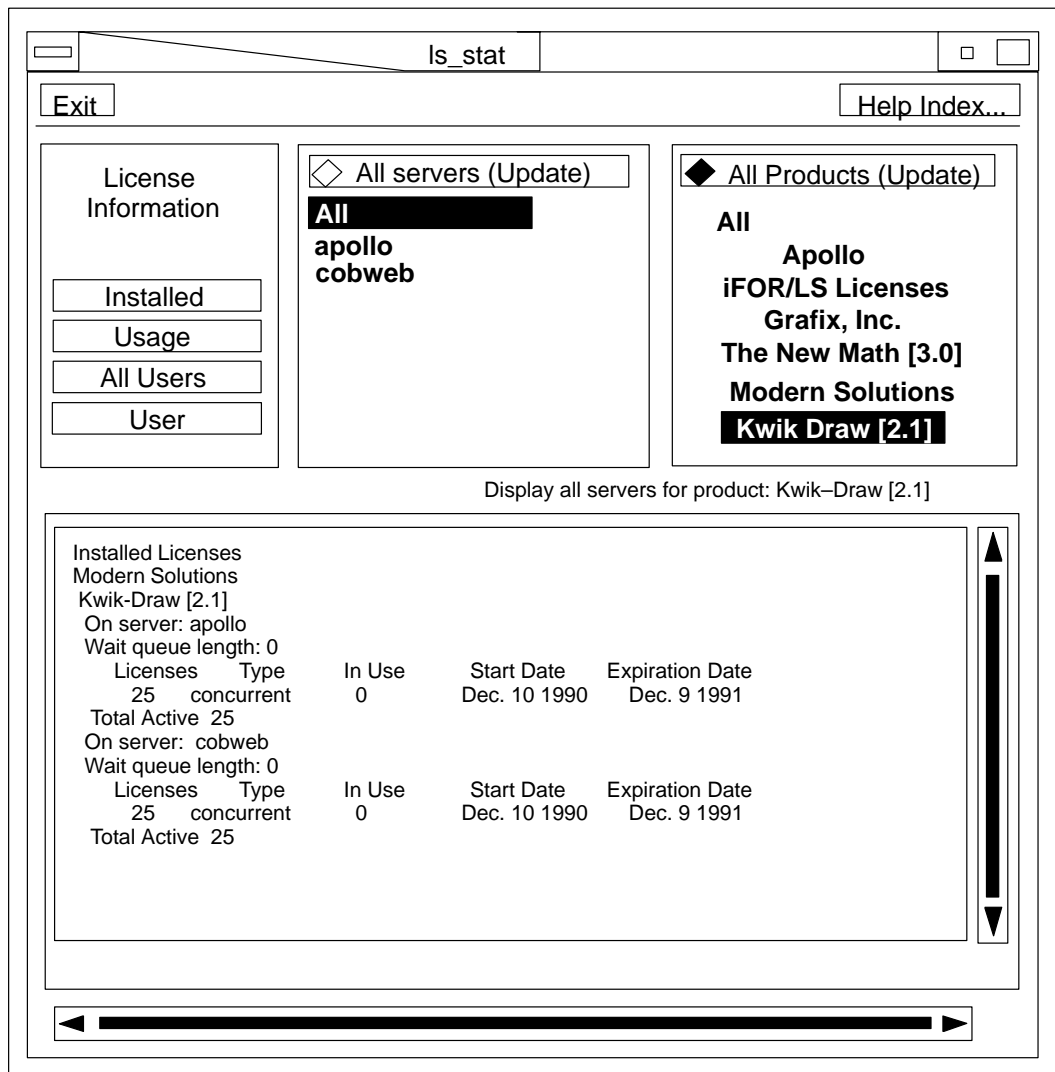 ls_stat
Exit
Help Index...
License
Information
Installed
Usage
All Users
User
All servers (Update)
All
apollo
cobweb
All Products (Update)
All
Apollo
iFOR/LS Licenses
Grafix, Inc.
The New Math [3.0]
Modern Solutions
Kwik Draw [2.1]
Display all servers for product: Kwik–Draw [2.1]
Installed Licenses
Modern Solutions
Kwik-Draw [2.1]
On server: apollo
Wait queue length: 0
Licenses Type In Use Start Date Expiration Date
25 concurrent 0 Dec. 10 1990 Dec. 9 1991
Total Active 25
On server: cobweb
Wait queue length: 0
Licenses Type In Use Start Date Expiration Date
25 concurrent 0 Dec. 10 1990 Dec. 9 1991
Total Active 25